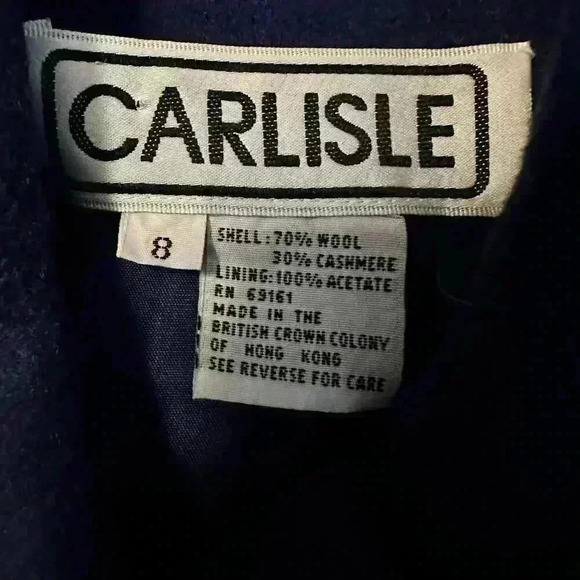 CARLISLE
8
SHELL: 70% WOOL
30% CASHMERE
LINING: 100% ACETATE
RN 69161
MADE IN THE
BRITISH CROWN COLONY
OF HONG KONG
SEE REVERSE FOR CARE